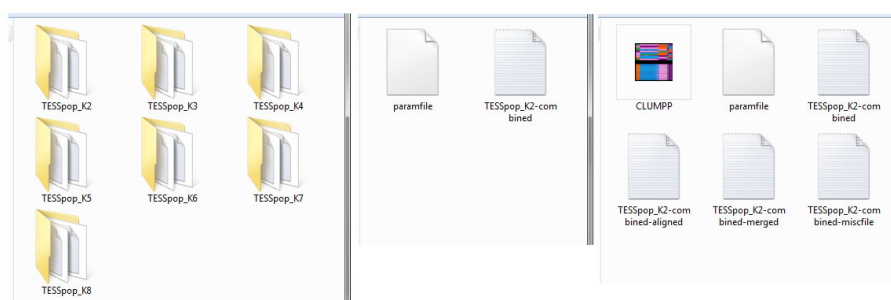 TESSpop_K2
TESSpop_K3
TESSpop_K4
TESSpop_K5
TESSpop_K6
TESSpop_K7
TESSpop_K8
paramfile
TESSpop_K2-com
bined
CLUMPP
paramfile
TESSpop_K2-com
bined
TESSpop_K2-com
bined-aligned
TESSpop_K2-com
bined-merged
TESSpop_K2-com
bined-miscfile